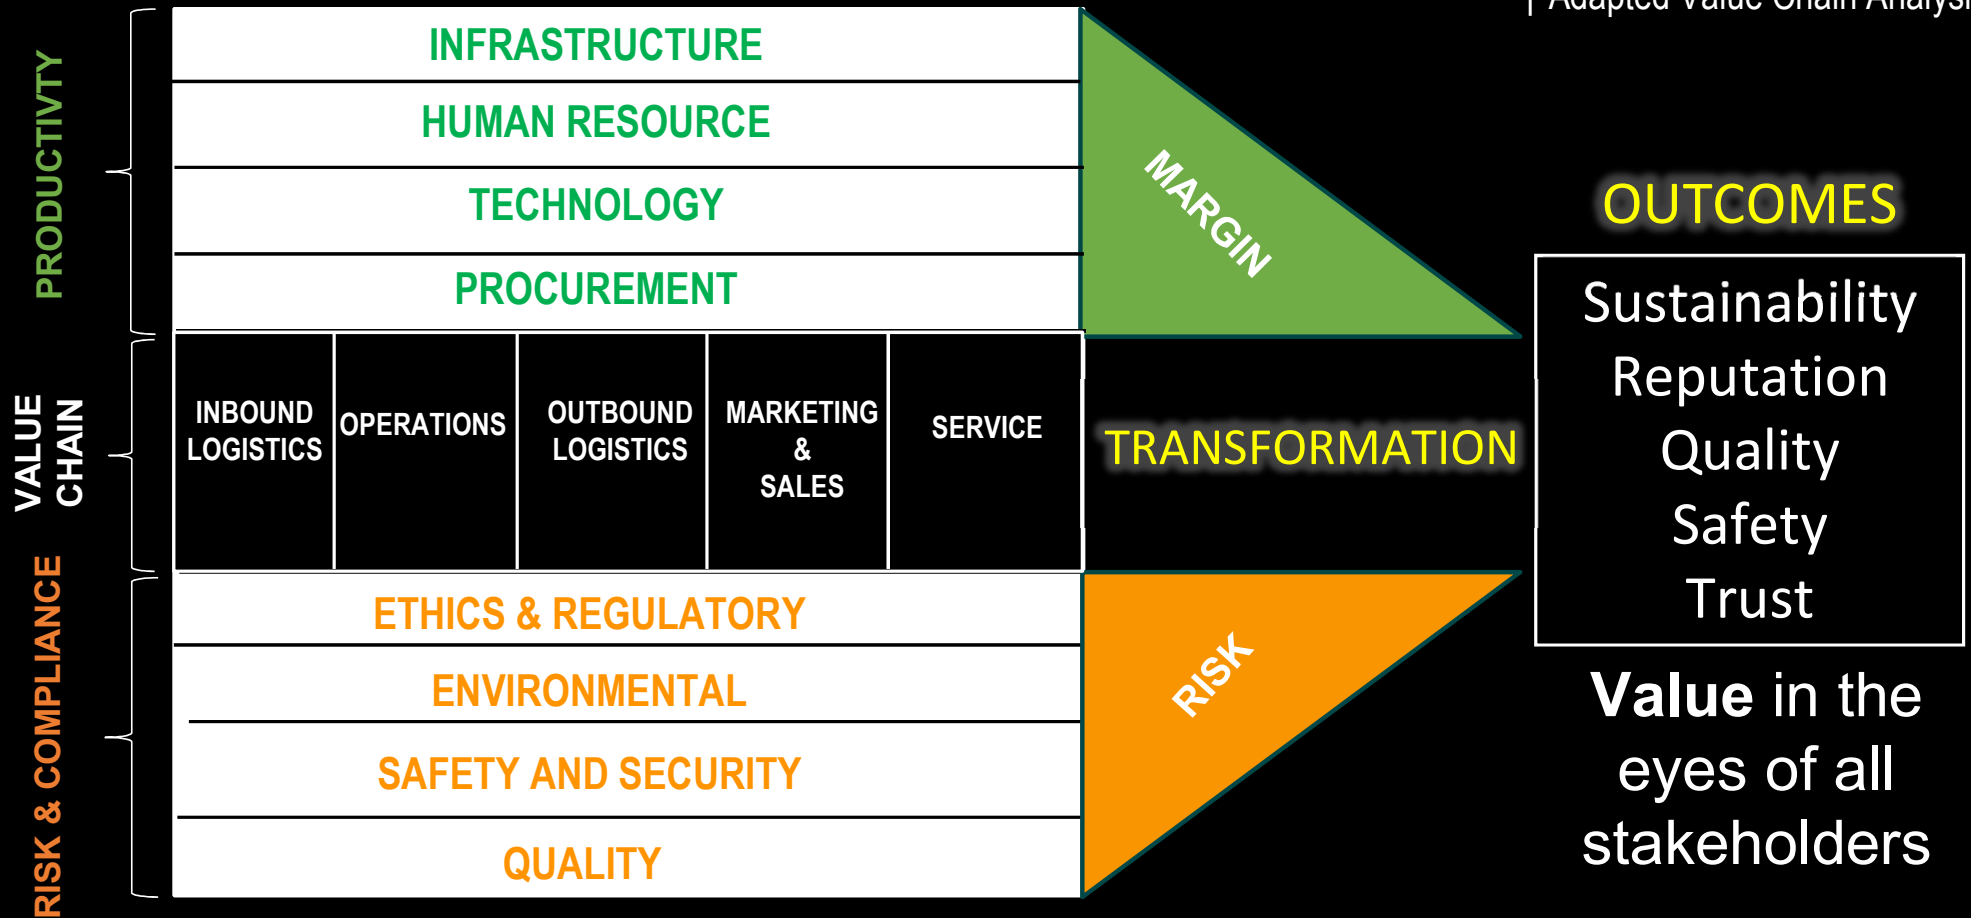 | Adapted Value Chain Analysi
PRODUCTIVTY
INFRASTRUCTURE
HUMAN RESOURCE
TECHNOLOGY
PROCUREMENT
MARGIN
VALUE
CHAIN
INBOUND
LOGISTICS
OPERATIONS
OUTBOUND
LOGISTICS
MARKETING
&
SALES
SERVICE
TRANSFORMATION
RISK & COMPLIANCE
ETHICS & REGULATORY
ENVIRONMENTAL
SAFETY AND SECURITY
QUALITY
RISK
OUTCOMES
Sustainability
Reputation
Quality
Safety
Trust
Value in the
eyes of all
stakeholders